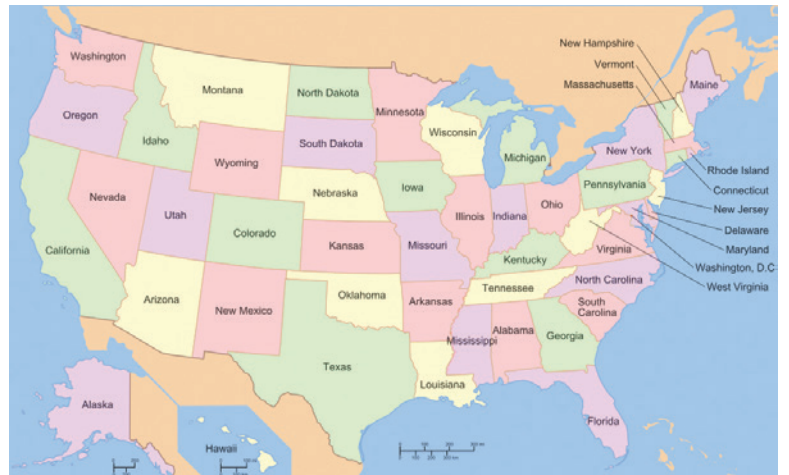 New Hampshire
Vermont
Massachusetts
Washington
Montana
North Dakota
Minnesota
Maine
Oregon
Idaho
Wisconsin
South Dakota
New York
Michigan
Wyoming
Rhode Island
Connecticut
Pennsylvania
Iowa
Nebraska
Nevada
New Jersey
Ohio
Illinois
Indiana
Utah
Delaware
Colorado
Missouri
Kansas
California
Virginia
Maryland
Kentucky
Washington, D.C
North Carolina
West Virginia
Tennessee
Oklahoma
Arizona
Arkansas
New Mexico
South
Carolina
Alabama
Georgia
Mississippi
Texas
Louisiana
Alaska
Florida
Hawaii